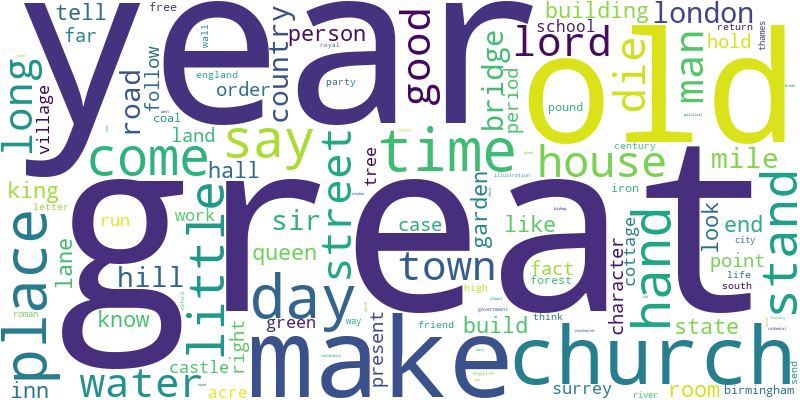 year
great
old
make
church
come
say
time
house
lord
london
building
good
country
person
tell
far
free
wall
england
royal
party
order
follow
road
village
long
coal
land
hall
street
bridge
period
school
return
thames
hold
die
man
pound
century
mile
tree
king
letter
run
work
lane
hill
place
little
know
roman
inn
water
castle
acre
right
green
day
sir
queen
case
like
town
garden
fact
forest
high
illustration
iron
cottage
character
hand
look
end
point
city
life
south
state
stand
room
birmingham
send
surrey
river
build
present
way
friend
think
government
chapel
bishop
political
cathedral
english
canterbury
winchester